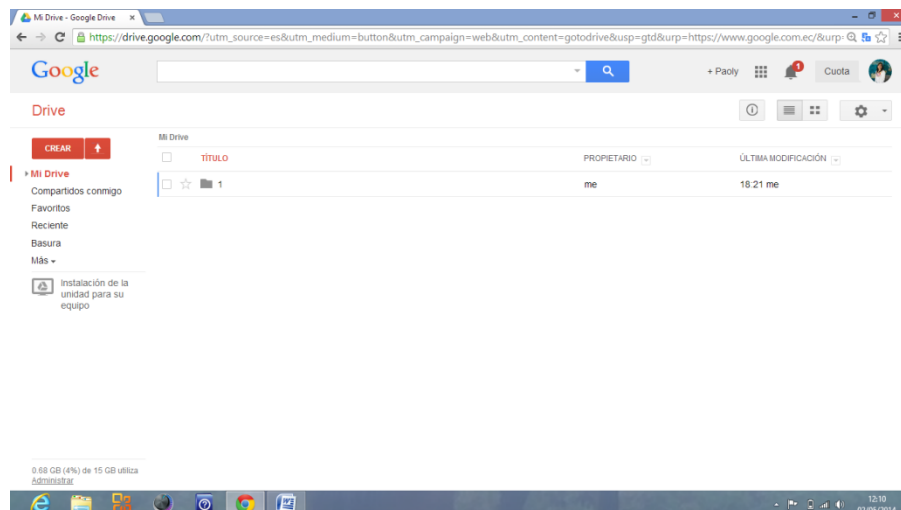 Mi Drive - Google Drive
https://drive.google.com/?utm_source=es&utm_medium=button&utm_campaign=web&utm_content=gotodrive&usp=gtd&urp=https://www.google.com.ec/&urp
Google
+ Paoly
1
Cuota
Drive
CREAR
Mi Drive
Mi Drive
Compartidos conmigo
Favoritos
Reciente
Basura
Más
Instalación de la
unidad para su
equipo
TÍTULO PROPIETARIO ÚLTIMA MODIFICACIÓN
1 me 18:21 me
0.68 GB (4%) de 15 GB utiliza
Administrar
12:10
02/05/2014